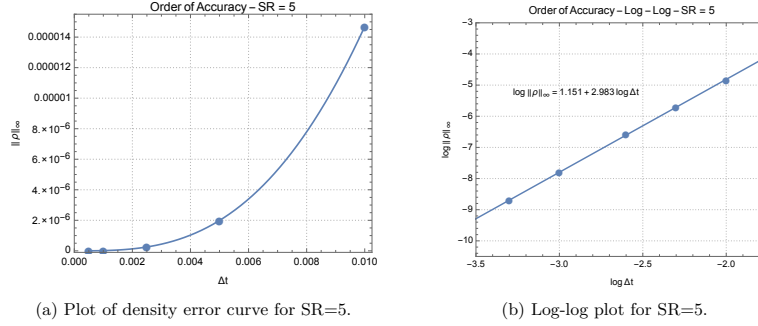 Order of Accuracy – SR = 5
0.000014
0.000012
0.00001
8.×10⁻⁶
6.×10⁻⁶
4.×10⁻⁶
2.×10⁻⁶
0
‖ρ‖∞
0.000 0.002 0.004 0.006 0.008 0.010
Δt
(a) Plot of density error curve for SR=5.
Order of Accuracy – Log – Log – SR = 5
-3
-4
-5
-6
-7
-8
-9
-10
log‖ρ‖∞
log ‖ρ‖∞ = 1.151 + 2.983 log Δt
-3.5 -3.0 -2.5 -2.0
log Δt
(b) Log-log plot for SR=5.